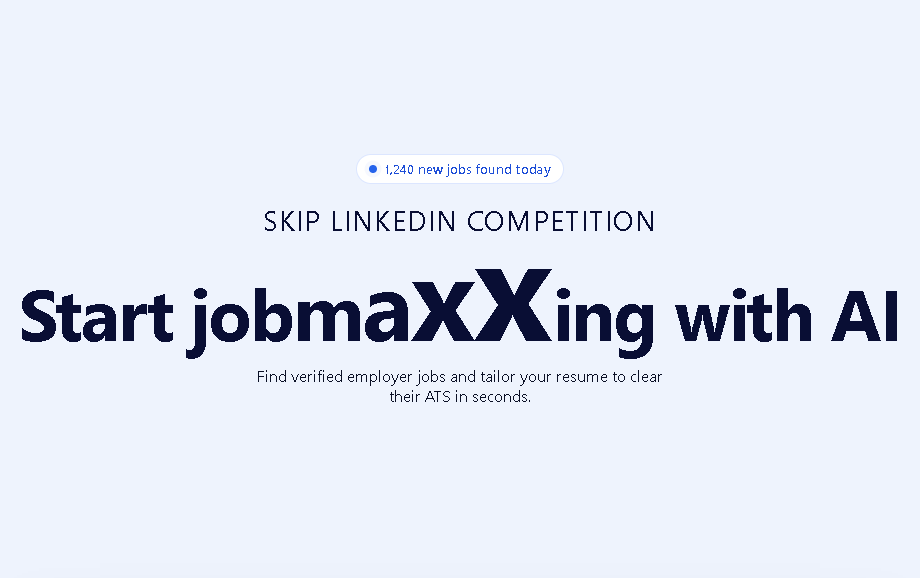 1,240 new jobs found today
SKIP LINKEDIN COMPETITION
Start jobmaxXing with AI
Find verified employer jobs and tailor your resume to clear
their ATS in seconds.